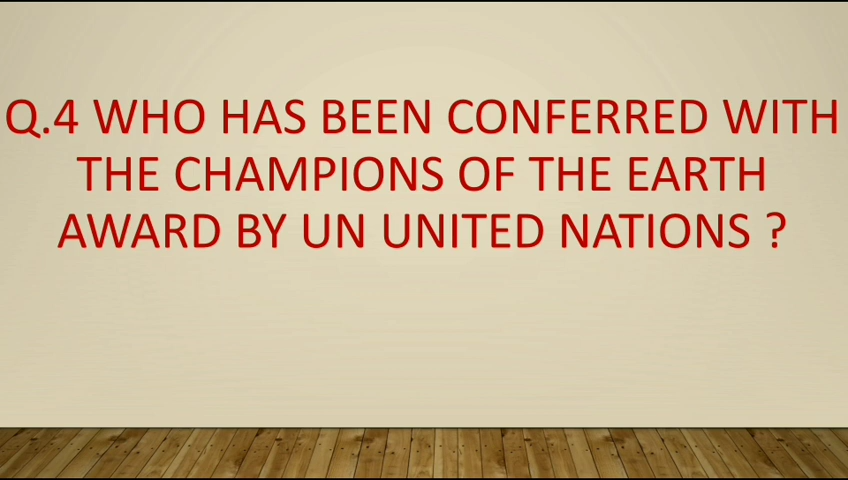 Q.4 WHO HAS BEEN CONFERRED WITH
THE CHAMPIONS OF THE EARTH
AWARD BY UN UNITED NATIONS ?